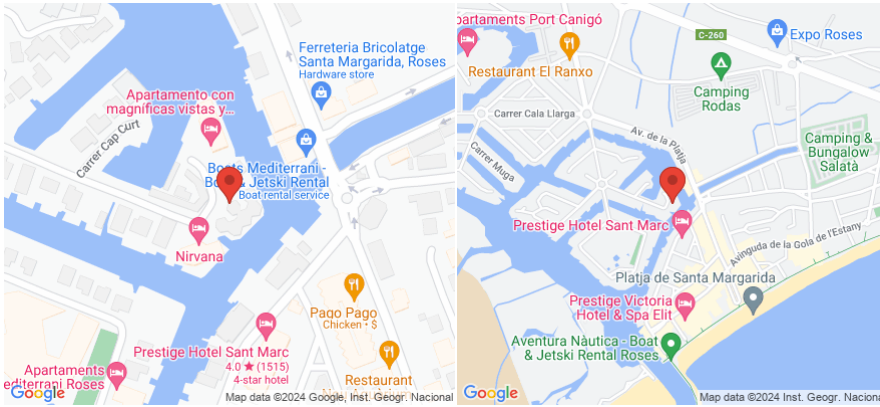 Ferreteria Bricolatge
Santa Margarida, Roses
Hardware store
Apartamento con
magníficas vistas y...
Carrer Cap Curt
Boats Mediterrani -
Boat & Jetski Rental
Boat rental service
Nirvana
Pago Pago
Chicken · $
Prestige Hotel Sant Marc
4.0 ★ (1515)
4-star hotel
Apartaments
Mediterrani Roses
Restaurant
Google
Map data ©2024 Google, Inst. Geogr. Nacional
partaments Port Canigó
Restaurant El Ranxo
C-260
Expo Roses
Camping
Rodas
Carrer Cala Llarga
Av. de la Platja
Camping &
Bungalow
Salatà
Carrer Muga
Prestige Hotel Sant Marc
Avinguda de la Gola de l'Estany
Platja de Santa Margarida
Prestige Victoria
Hotel & Spa Elit
Aventura Nàutica - Boat
& Jetski Rental Roses
Google
Map data ©2024 Inst. Geogr. Nacional